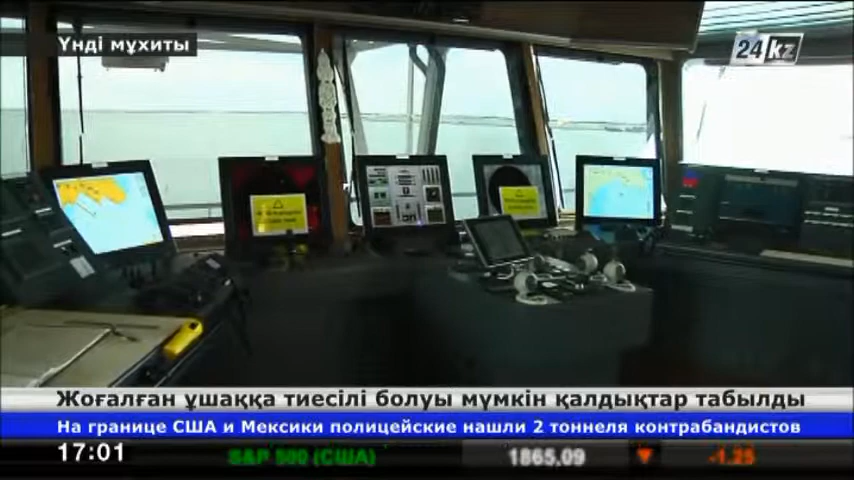 Үнді мұхиты
24kz
Жоғалған ұшаққа тиесілі болуы мүмкін қалдықтар табылды
На границе США и Мексики полицейские нашли 2 тоннеля контрабандистов
17:01 S&P 500 (США) 1865,09 ▼ -1.25